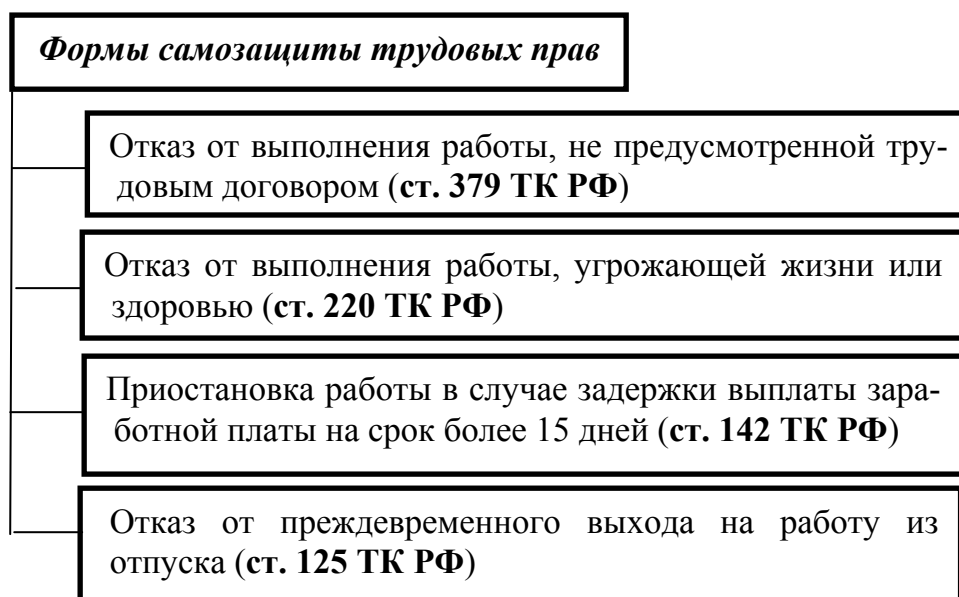 Формы самозащиты трудовых прав
Отказ от выполнения работы, не предусмотренной тру-
довым договором (ст. 379 ТК РФ)
Отказ от выполнения работы, угрожающей жизни или
здоровью (ст. 220 ТК РФ)
Приостановка работы в случае задержки выплаты зара-
ботной платы на срок более 15 дней (ст. 142 ТК РФ)
Отказ от преждевременного выхода на работу из
отпуска (ст. 125 ТК РФ)